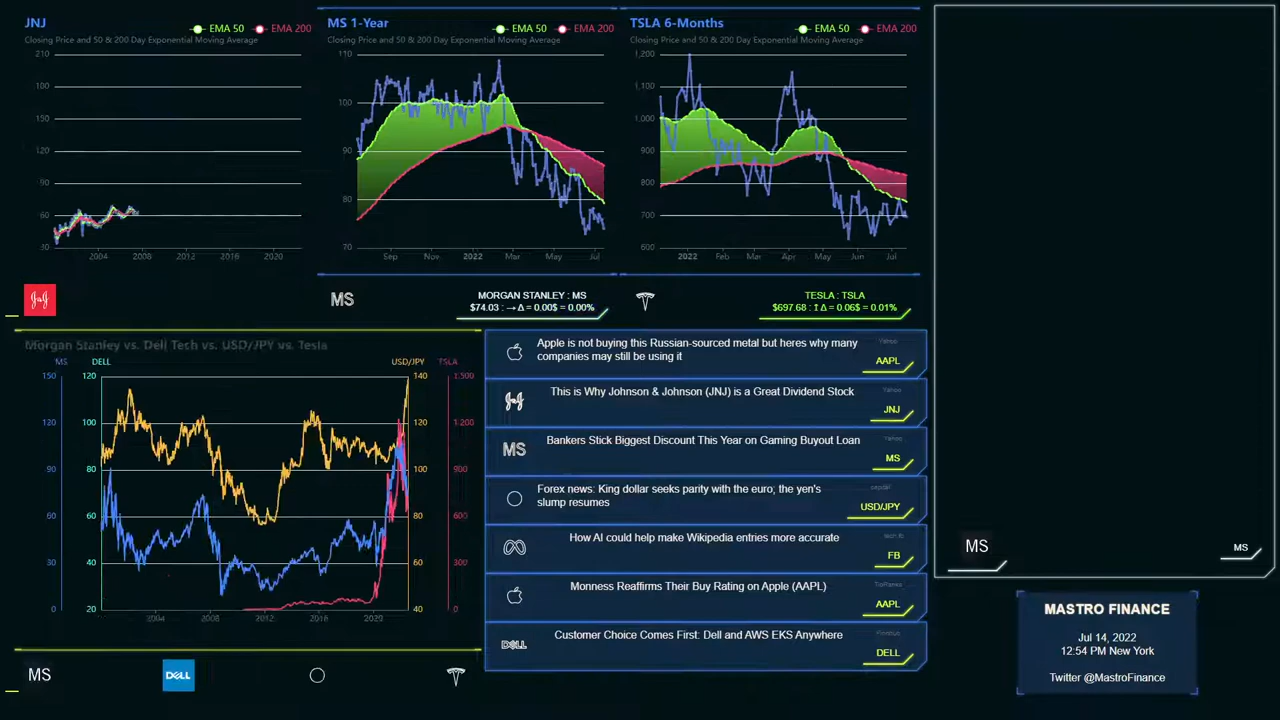 JNJ
EMA 50
EMA 200
Closing Price and 50 & 200 Day Exponential Moving Average
210
180
150
120
90
60
30
2004
2008
2012
2016
2020
J&J
MS 1-Year
EMA 50
EMA 200
Closing Price and 50 & 200 Day Exponential Moving Average
110
100
90
80
70
Sep
Nov
2022
Mar
May
Jul
MS
MORGAN STANLEY : MS
$74.03 : → Δ = 0.00$ = 0.00%
TSLA 6-Months
EMA 50
EMA 200
Closing Price and 50 & 200 Day Exponential Moving Average
1,200
1,100
1,000
900
800
700
600
2022
Feb
Mar
Apr
May
Jun
Jul
TESLA : TSLA
$697.68 : ↥ Δ = 0.06$ = 0.01%
Morgan Stanley vs. Dell Tech vs. USD/JPY vs. Tesla
MS
DELL
USD/JPY
TSLA
150
120
90
60
30
0
120
100
80
60
40
20
140
120
100
80
60
40
1,500
1,200
900
600
300
0
2004
2008
2012
2016
2020
MS
DELL
Apple is not buying this Russian-sourced metal but heres why many
companies may still be using it
Yahoo
AAPL
J&J
This is Why Johnson & Johnson (JNJ) is a Great Dividend Stock
Yahoo
JNJ
MS
Bankers Stick Biggest Discount This Year on Gaming Buyout Loan
Yahoo
MS
Forex news: King dollar seeks parity with the euro; the yen's
slump resumes
USD/JPY
How AI could help make Wikipedia entries more accurate
FB
Monness Reaffirms Their Buy Rating on Apple (AAPL)
TipRanks
AAPL
DELL
Customer Choice Comes First: Dell and AWS EKS Anywhere
DELL
MS
MS
MASTRO FINANCE
Jul 14, 2022
12:54 PM New York
Twitter @MastroFinance